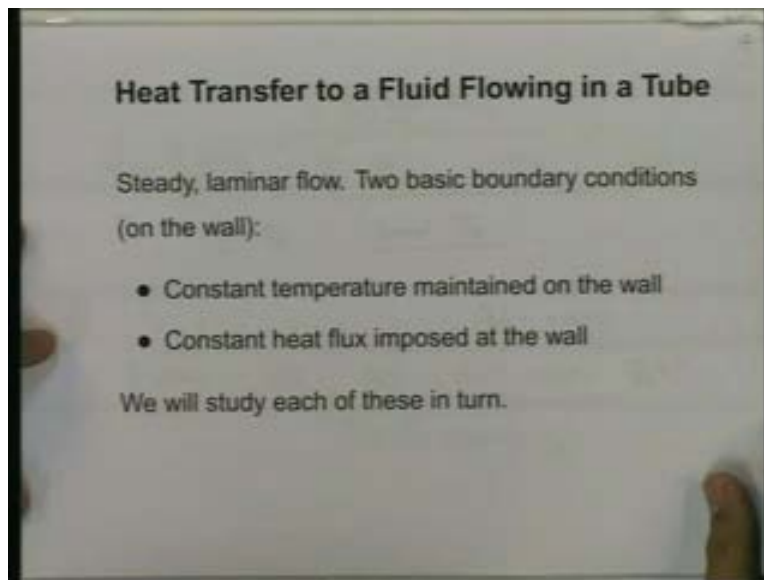 Heat Transfer to a Fluid Flowing in a Tube
Steady, laminar flow. Two basic boundary conditions
(on the wall):
• Constant temperature maintained on the wall
• Constant heat flux imposed at the wall
We will study each of these in turn.